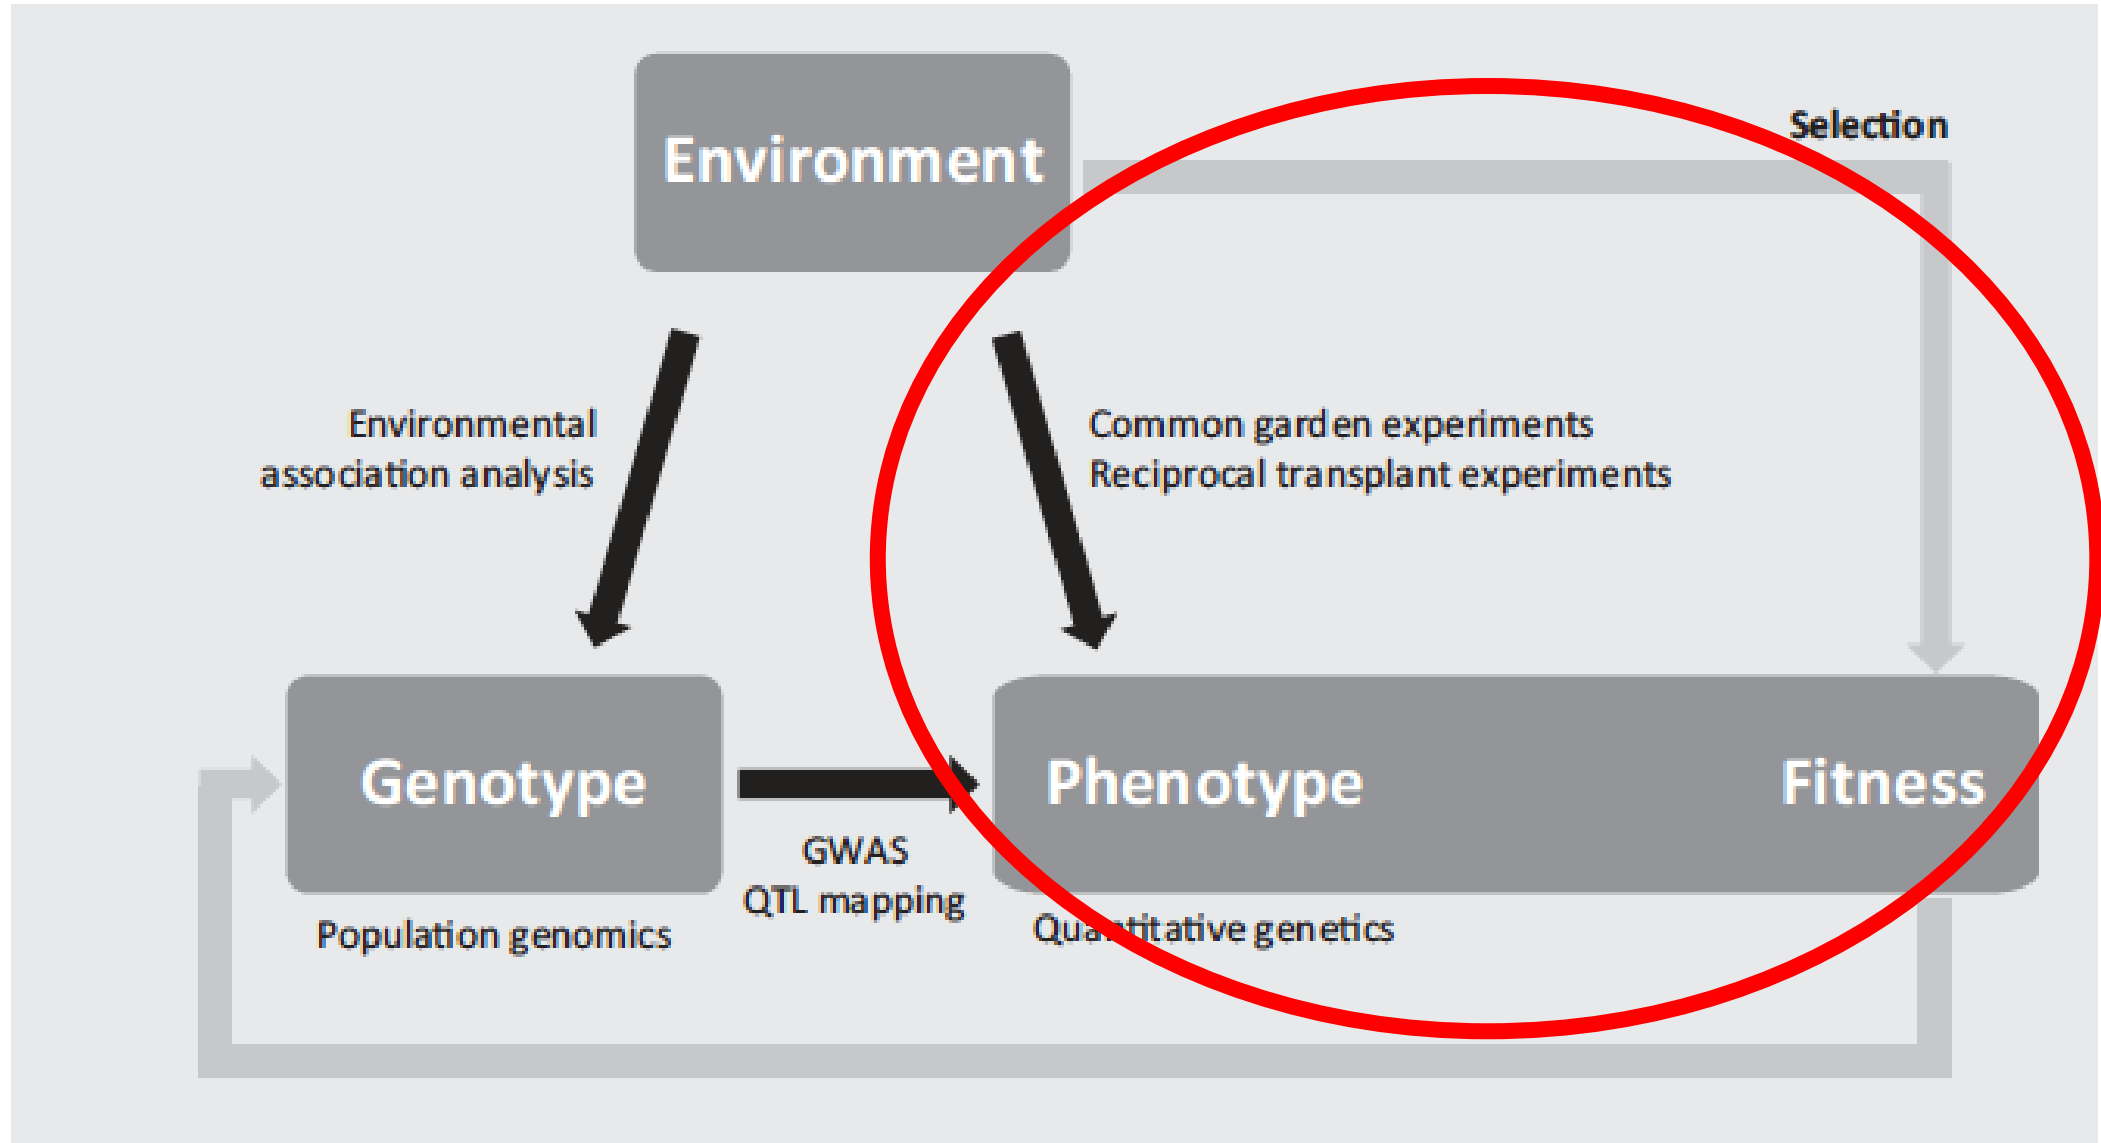 Environment
Selection
Environmental
association analysis
Common garden experiments
Reciprocal transplant experiments
Genotype
Phenotype
Fitness
GWAS
QTL mapping
Population genomics
Quantitative genetics